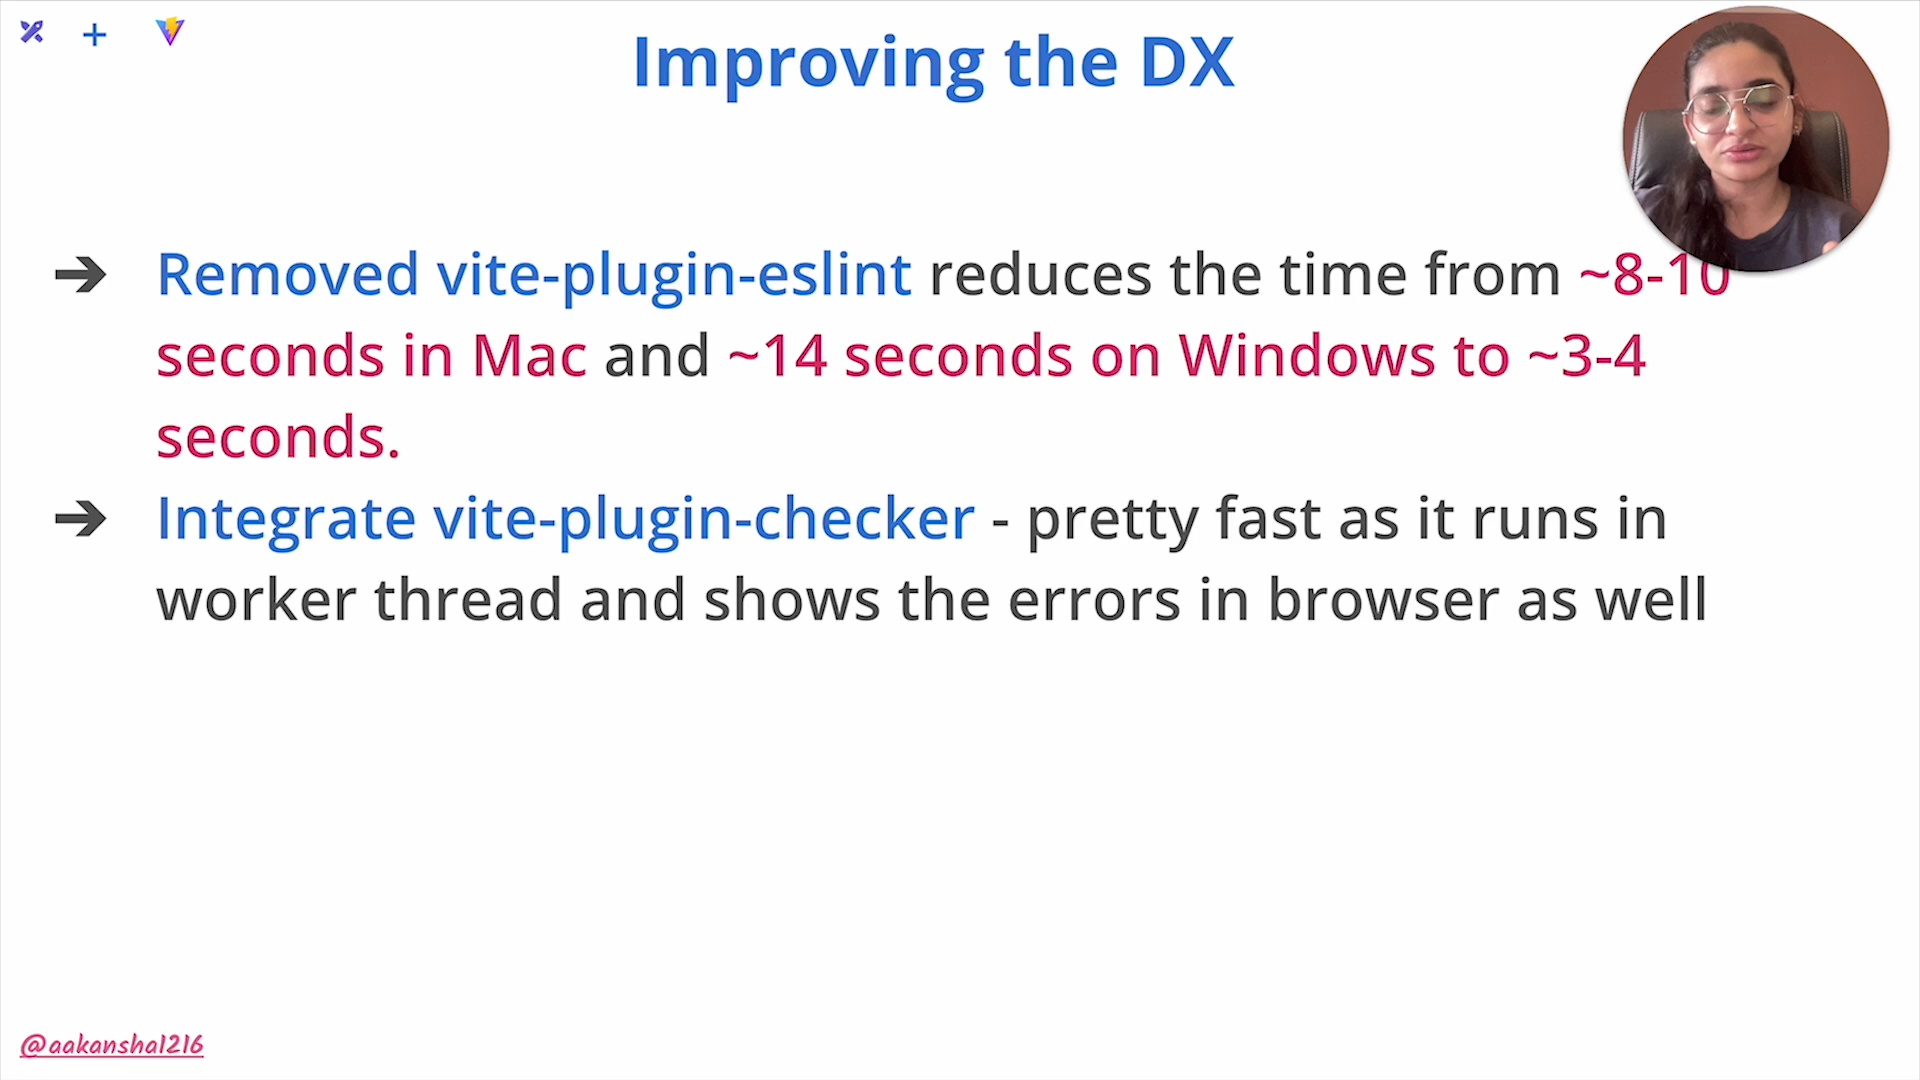 Improving the DX
➔ Removed vite-plugin-eslint reduces the time from ~8-10
seconds in Mac and ~14 seconds on Windows to ~3-4
seconds.
➔ Integrate vite-plugin-checker - pretty fast as it runs in
worker thread and shows the errors in browser as well
@aakansha1216